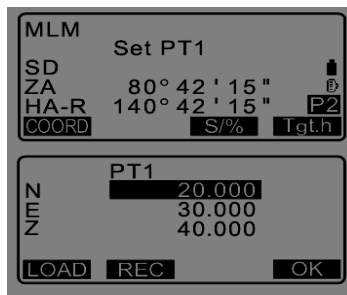 MLM
Set PT1
SD
ZA 80° 42 ' 15 "
HA-R 140° 42 ' 15 " P2
COORD S/% Tgt.h
PT1
N 20.000
E 30.000
Z 40.000
LOAD REC OK